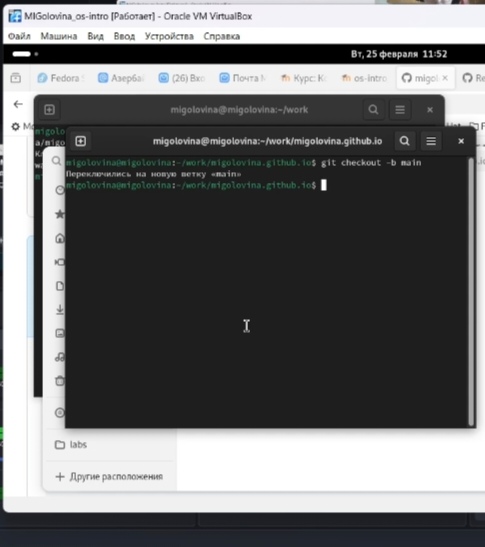 MIGolovina_os-intro [Работает] - Oracle VM VirtualBox
Файл Машина Вид Ввод Устройства Справка
Вт, 25 февраля 11:52
Fedora Азербай (26) Вхо Почта Курс: К os-intro migol Re
migolovina@migolovina:~/work
migolo
migolovina@migolovina:~/work/migolovina.github.io
migolovina@migolovina:~/work/migolovina.github.io$ git checkout -b main
Переключились на новую ветку «main»
migolovina@migolovina:~/work/migolovina.github.io$
labs
+ Другие расположения